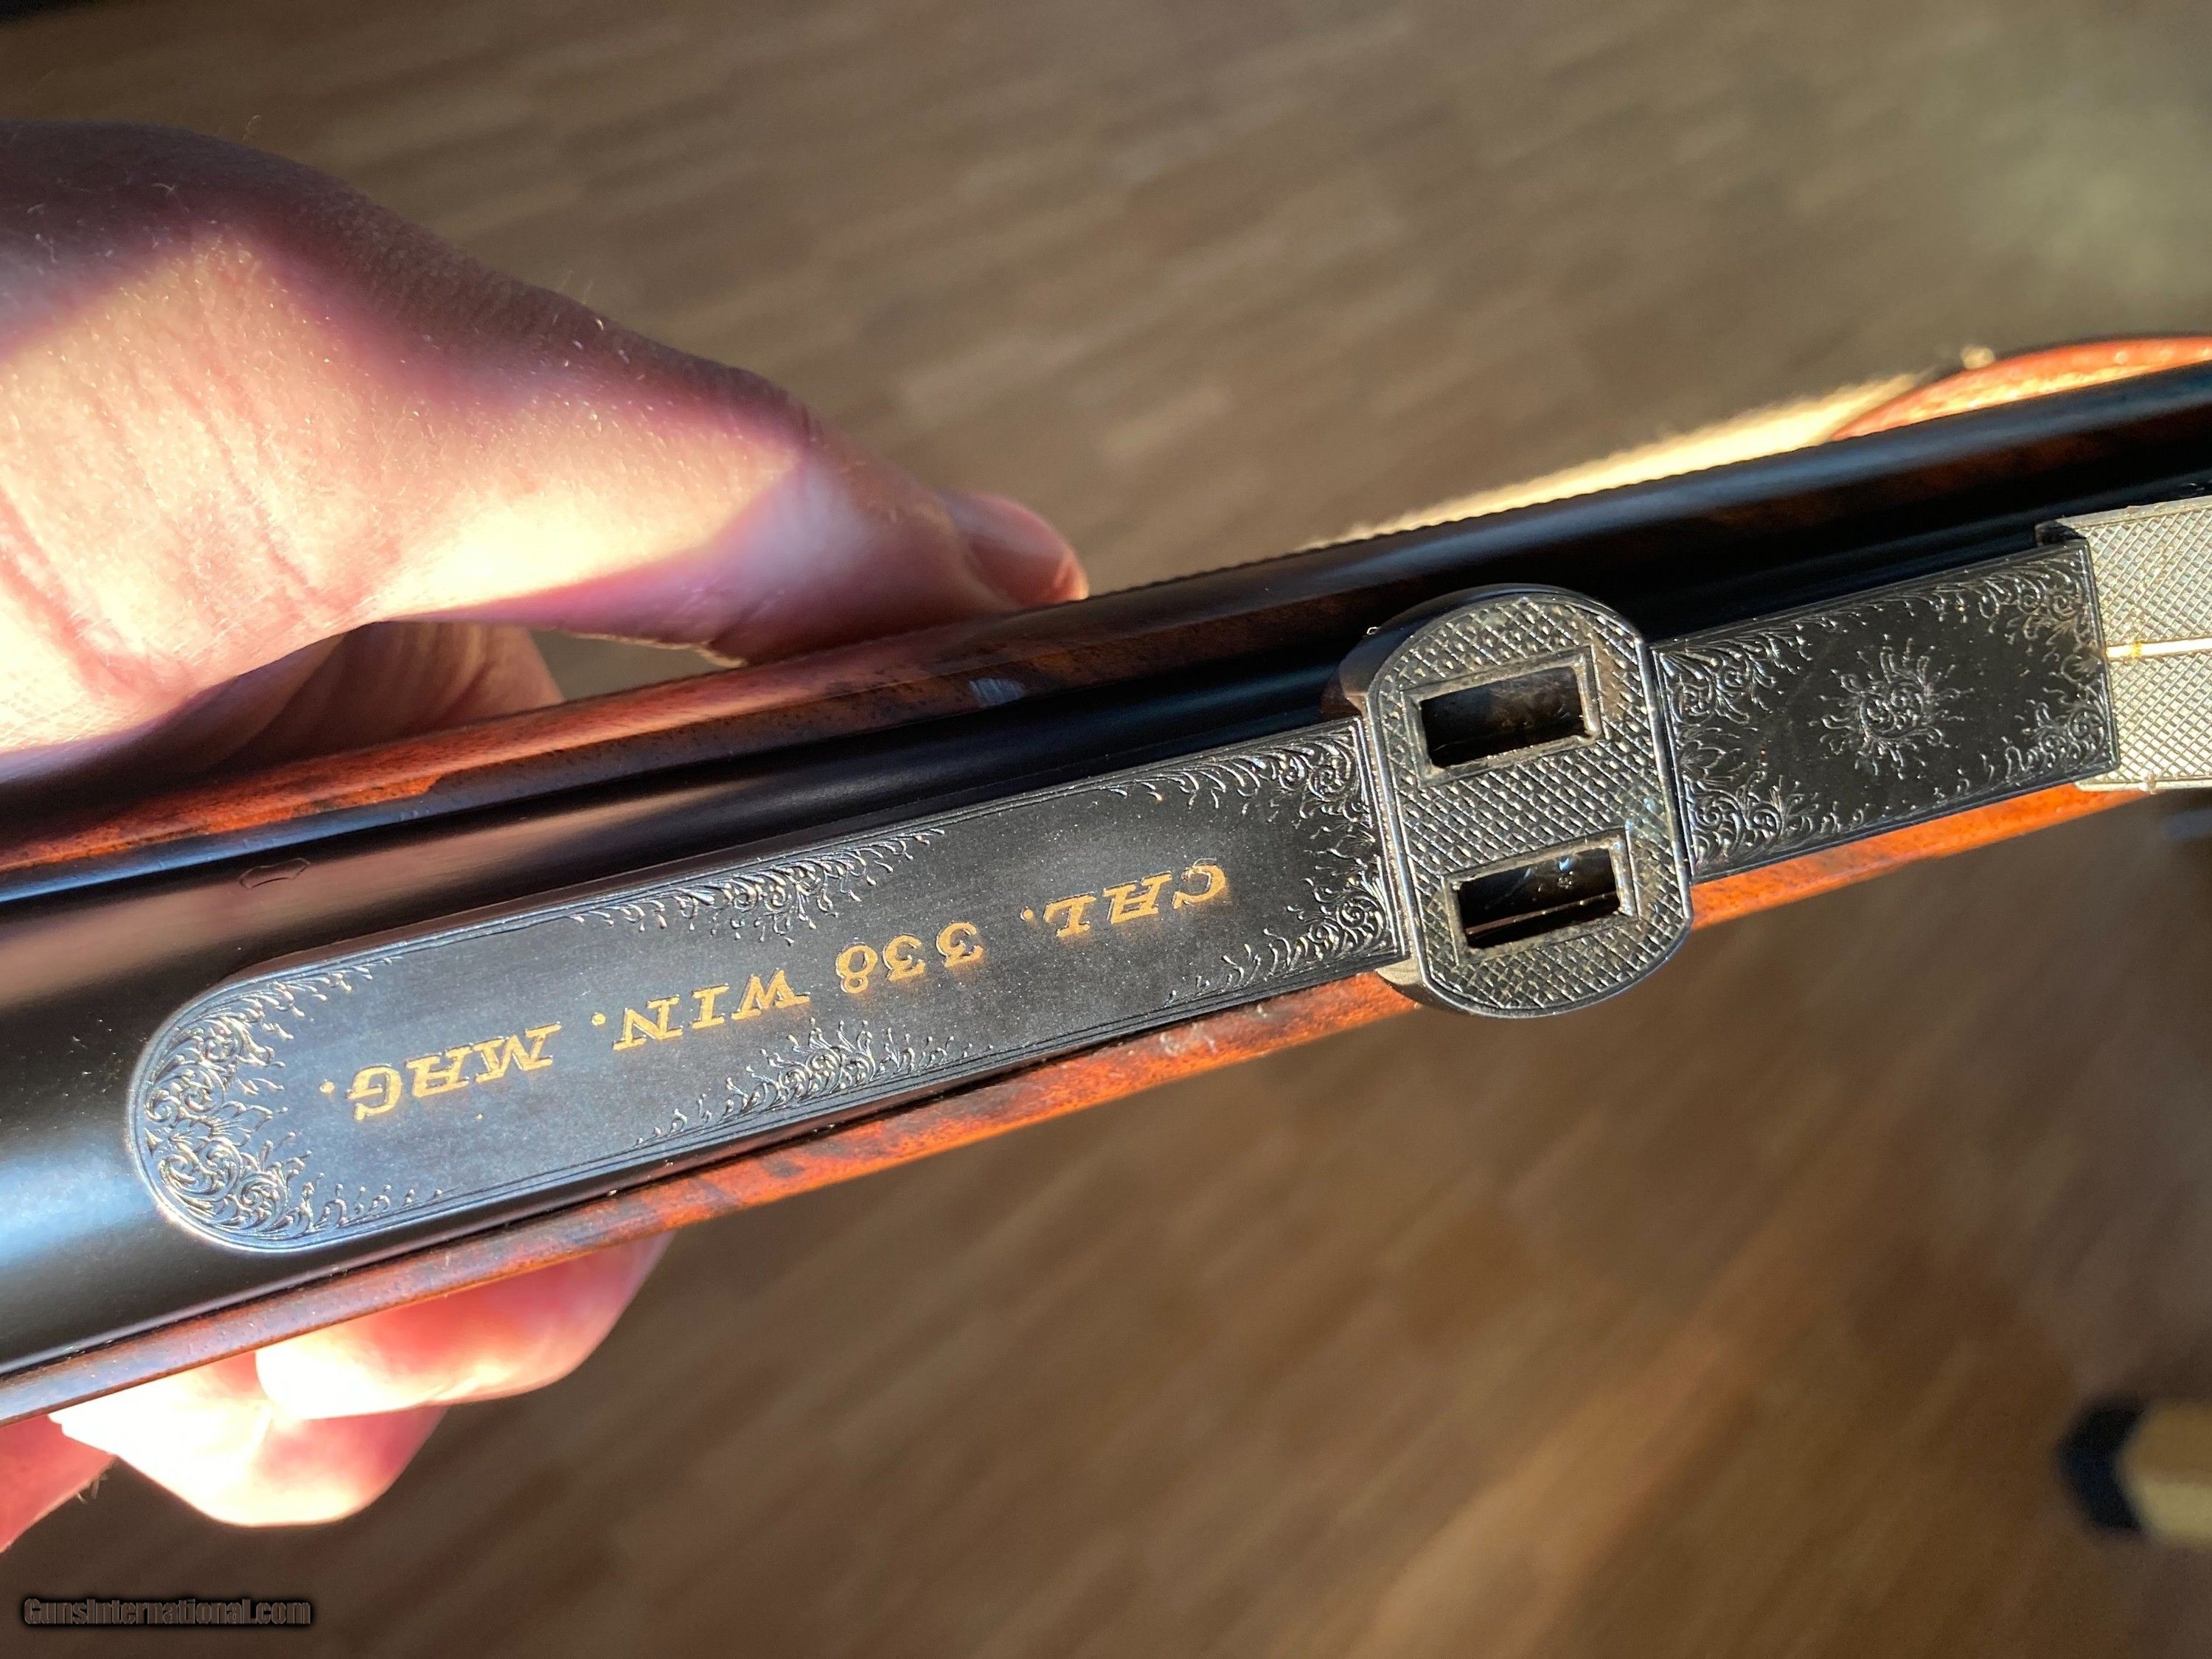 CAL. 338 WIN. MAG.
GunsInternational.com